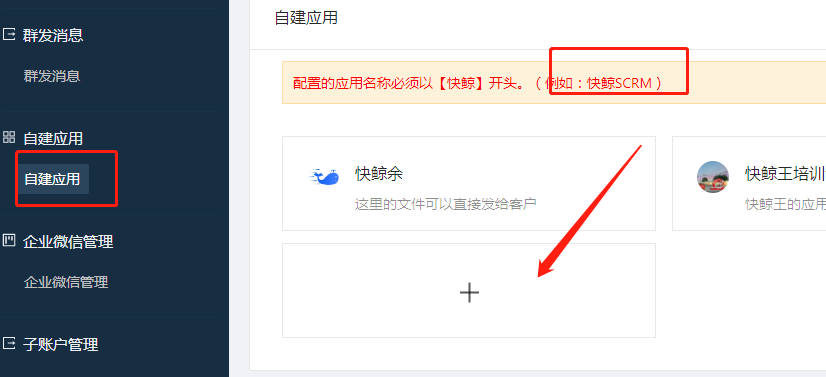 群发消息
群发消息
自建应用
自建应用
企业微信管理
企业微信管理
子账户管理
自建应用
配置的应用名称必须以【快鲸】开头。（例如：快鲸SCRM）
快鲸余
这里的文件可以直接发给客户
快鲸王培训
快鲸王的应用